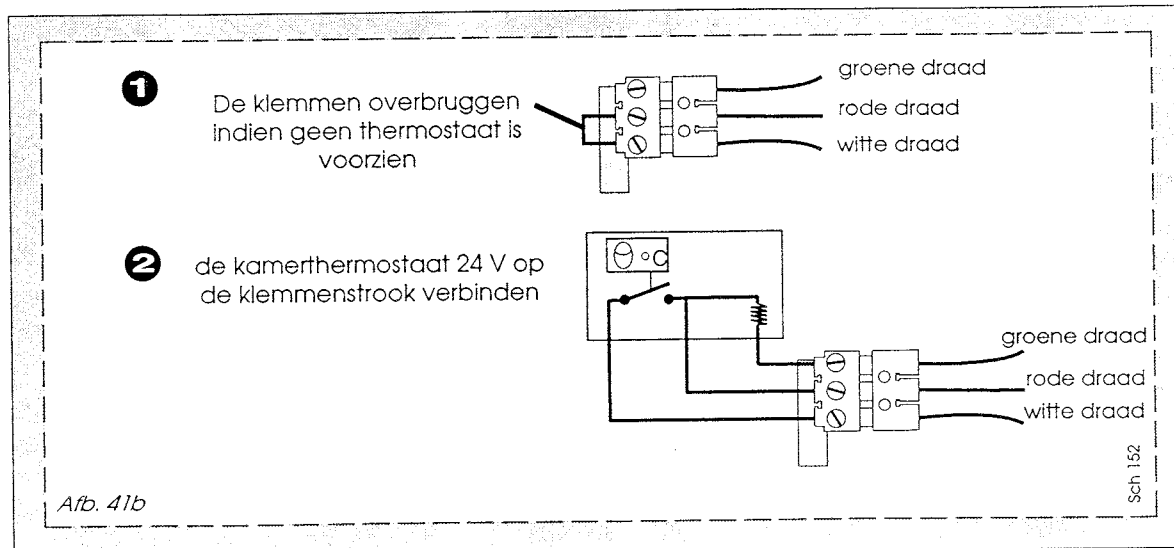 1
De klemmen overbruggen
indien geen thermostaat is
voorzien
groene draad
rode draad
witte draad
2
de kamerthermostaat 24 V op
de klemmenstrook verbinden
°C
groene draad
rode draad
witte draad
Afb. 41b
Sch 152